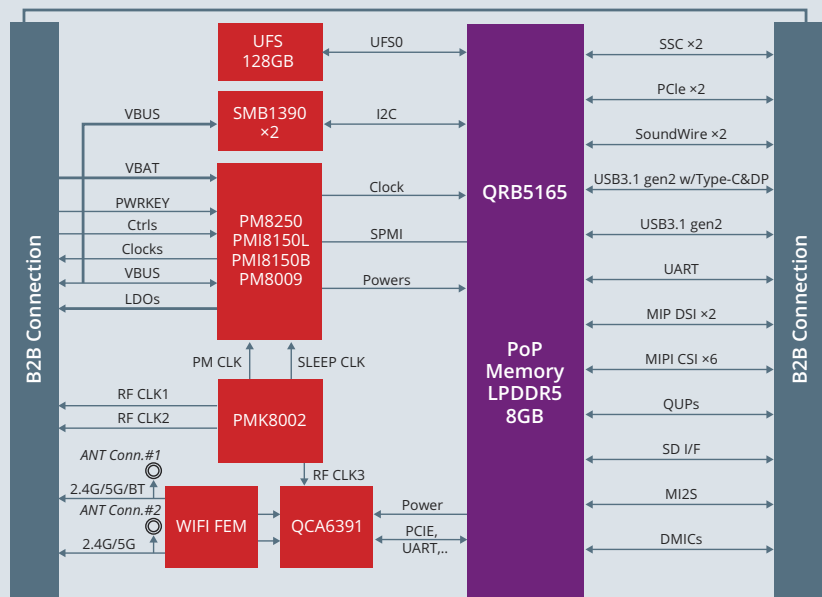 UFS
128GB
UFS0
SSC ×2
VBUS
SMB1390
×2
I2C
PCle ×2
SoundWire ×2
VBAT
PWRKEY
Ctrls
Clocks
VBUS
LDOs
PM8250
PMI8150L
PMI8150B
PM8009
Clock
SPMI
Powers
QRB5165
USB3.1 gen2 w/Type-C&DP
USB3.1 gen2
UART
MIP DSI ×2
MIPI CSI ×6
QUPs
SD I/F
MI2S
DMICs
B2B Connection
B2B Connection
PoP
Memory
LPDDR5
8GB
PM CLK
SLEEP CLK
RF CLK1
RF CLK2
PMK8002
ANT Conn.#1
RF CLK3
2.4G/5G/BT
ANT Conn.#2
2.4G/5G
WIFI FEM
QCA6391
Power
PCIE,
UART,..